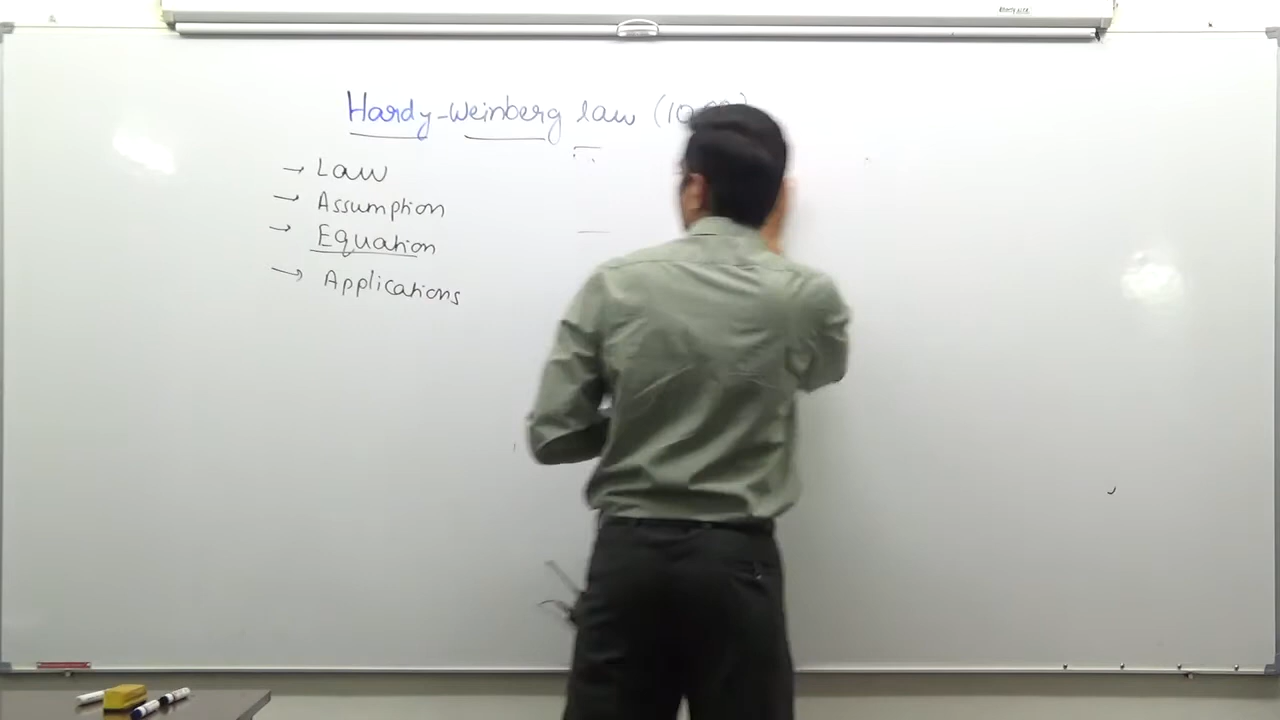 Hardy-Weinberg law
→ Law
→ Assumption
→ Equation
→ Applications